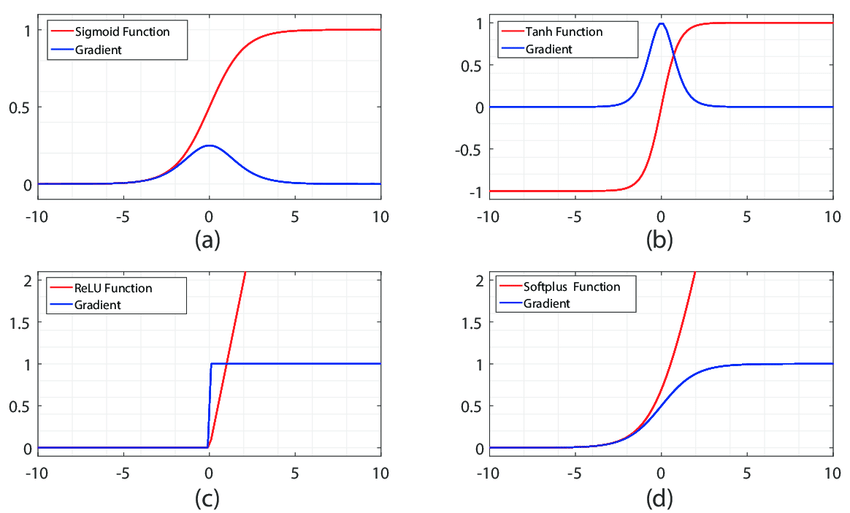 Sigmoid Function
Gradient
1
0.5
0
-10 -5 0 5 10
(a)
Tanh Function
Gradient
1
0.5
0
-0.5
-1
-10 -5 0 5 10
(b)
ReLU Function
Gradient
2
1.5
1
0.5
0
-10 -5 0 5 10
(c)
Softplus Function
Gradient
2
1.5
1
0.5
0
-10 -5 0 5 10
(d)